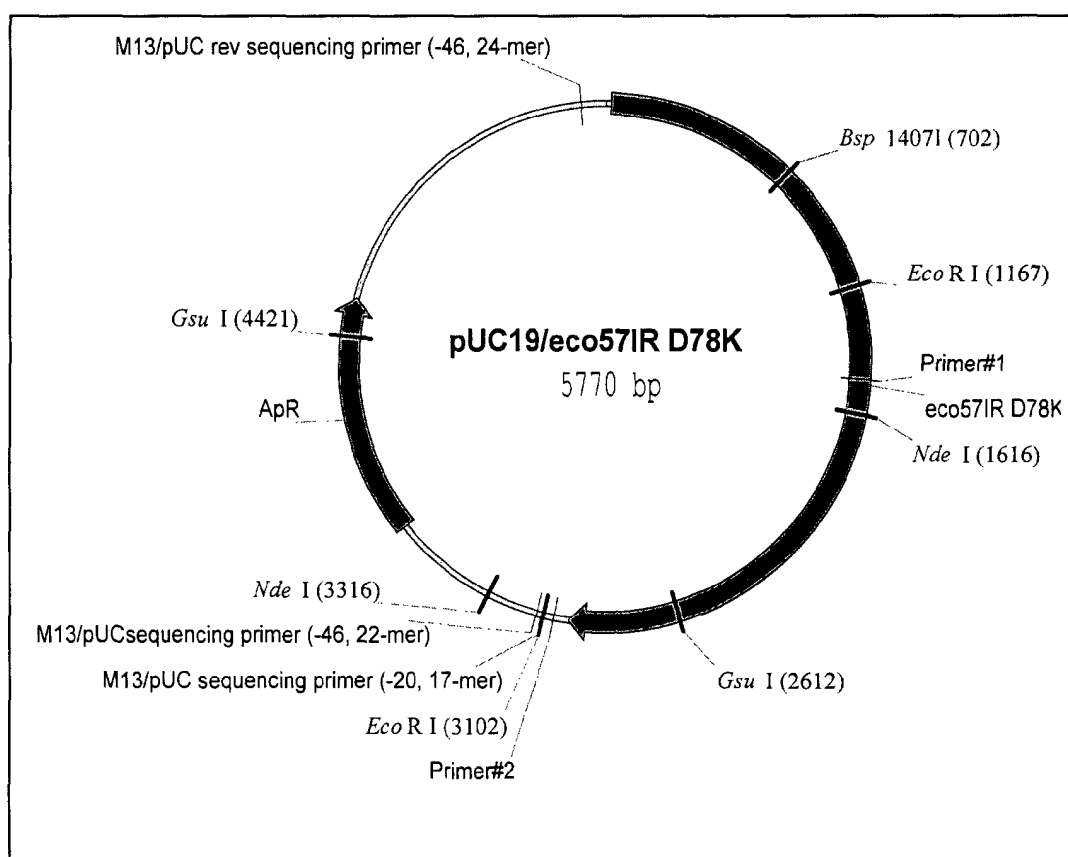 M13/pUC rev sequencing primer (-46, 24-mer)
Bsp 1407I (702)
Eco R I (1167)
Gsu I (4421)
pUC19/eco57IR D78K
5770 bp
Primer#1
eco57IR D78K
ApR
Nde I (1616)
Nde I (3316)
M13/pUCsequencing primer (-46, 22-mer)
M13/pUC sequencing primer (-20, 17-mer)
Gsu I (2612)
Eco R I (3102)
Primer#2